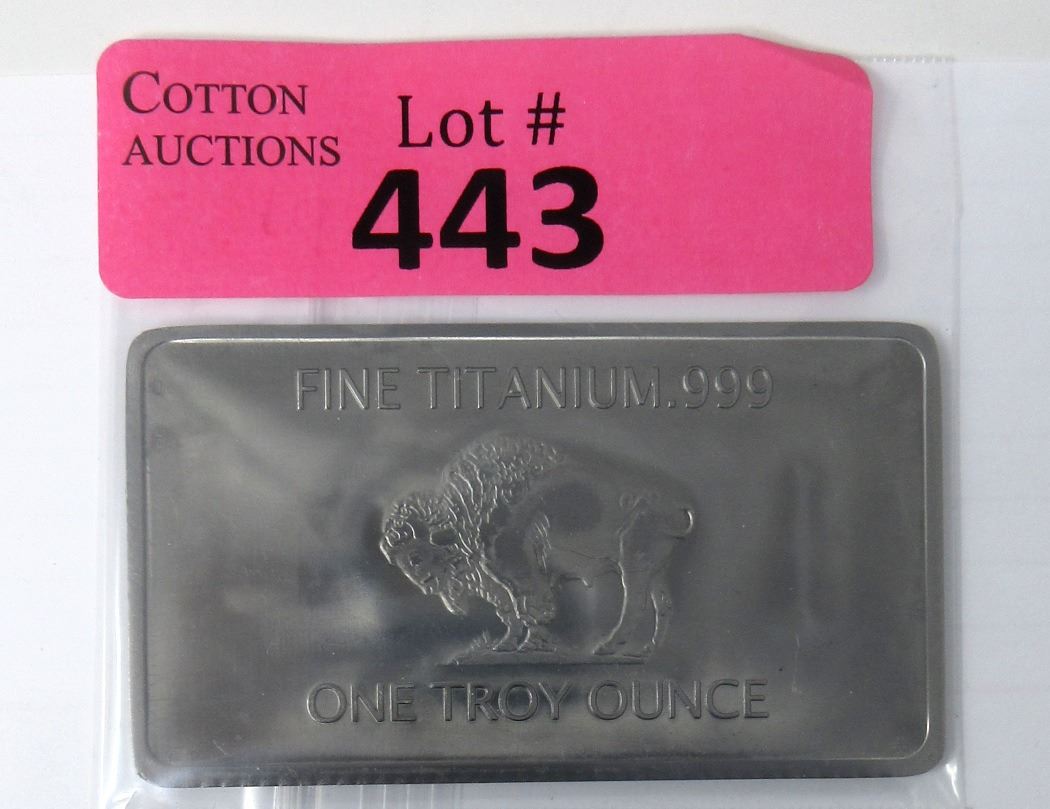 COTTON
AUCTIONS
Lot #
443
FINE TITANIUM.999
ONE TROY OUNCE